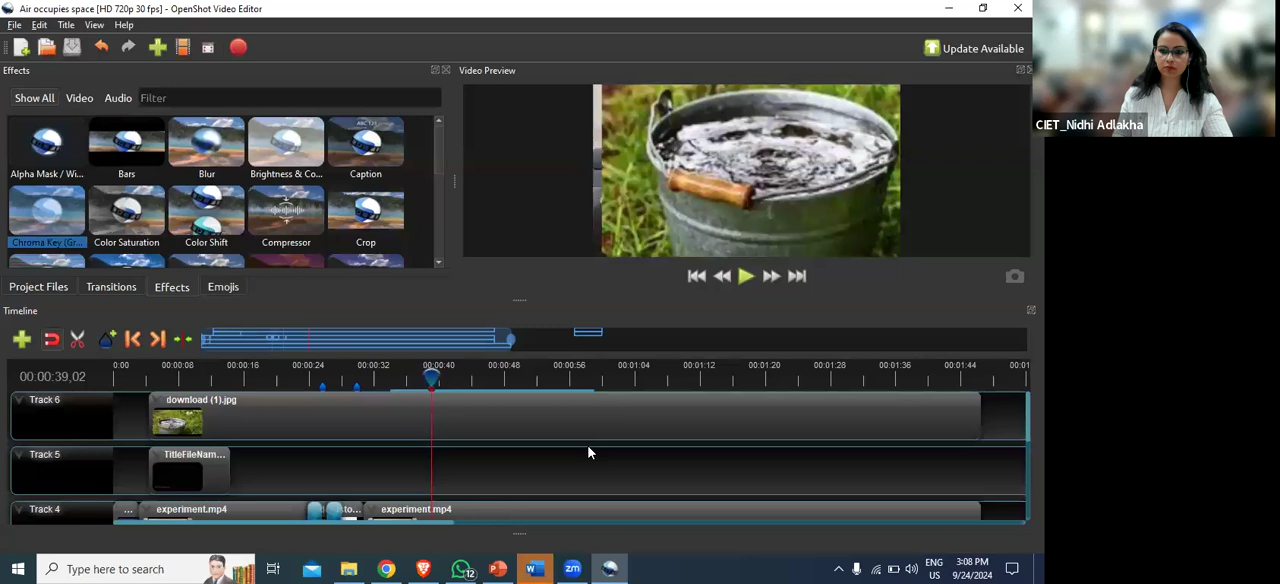 Air occupies space [HD 720p 30 fps] - OpenShot Video Editor
File Edit Title View Help
Update Available
Effects
Video Preview
Show All Video Audio Filter
Alpha Mask / Wi... Bars Blur Brightness & Co... Caption
Chroma Key (Gr... Color Saturation Color Shift Compressor Crop
Project Files Transitions Effects Emojis
Timeline
00:00:39,02
0:00 00:00:08 00:00:16 00:00:24 00:00:32 00:00:40 00:00:48 00:00:56 00:01:04 00:01:12 00:01:20 00:01:28 00:01:36 00:01:44 00:01
Track 6 download (1).jpg
Track 5 TitleFileNam...
Track 4 ... experiment.mp4 to... experiment.mp4
Type here to search
12
ENG
US
3:08 PM
9/24/2024
CIET_Nidhi Adlakha